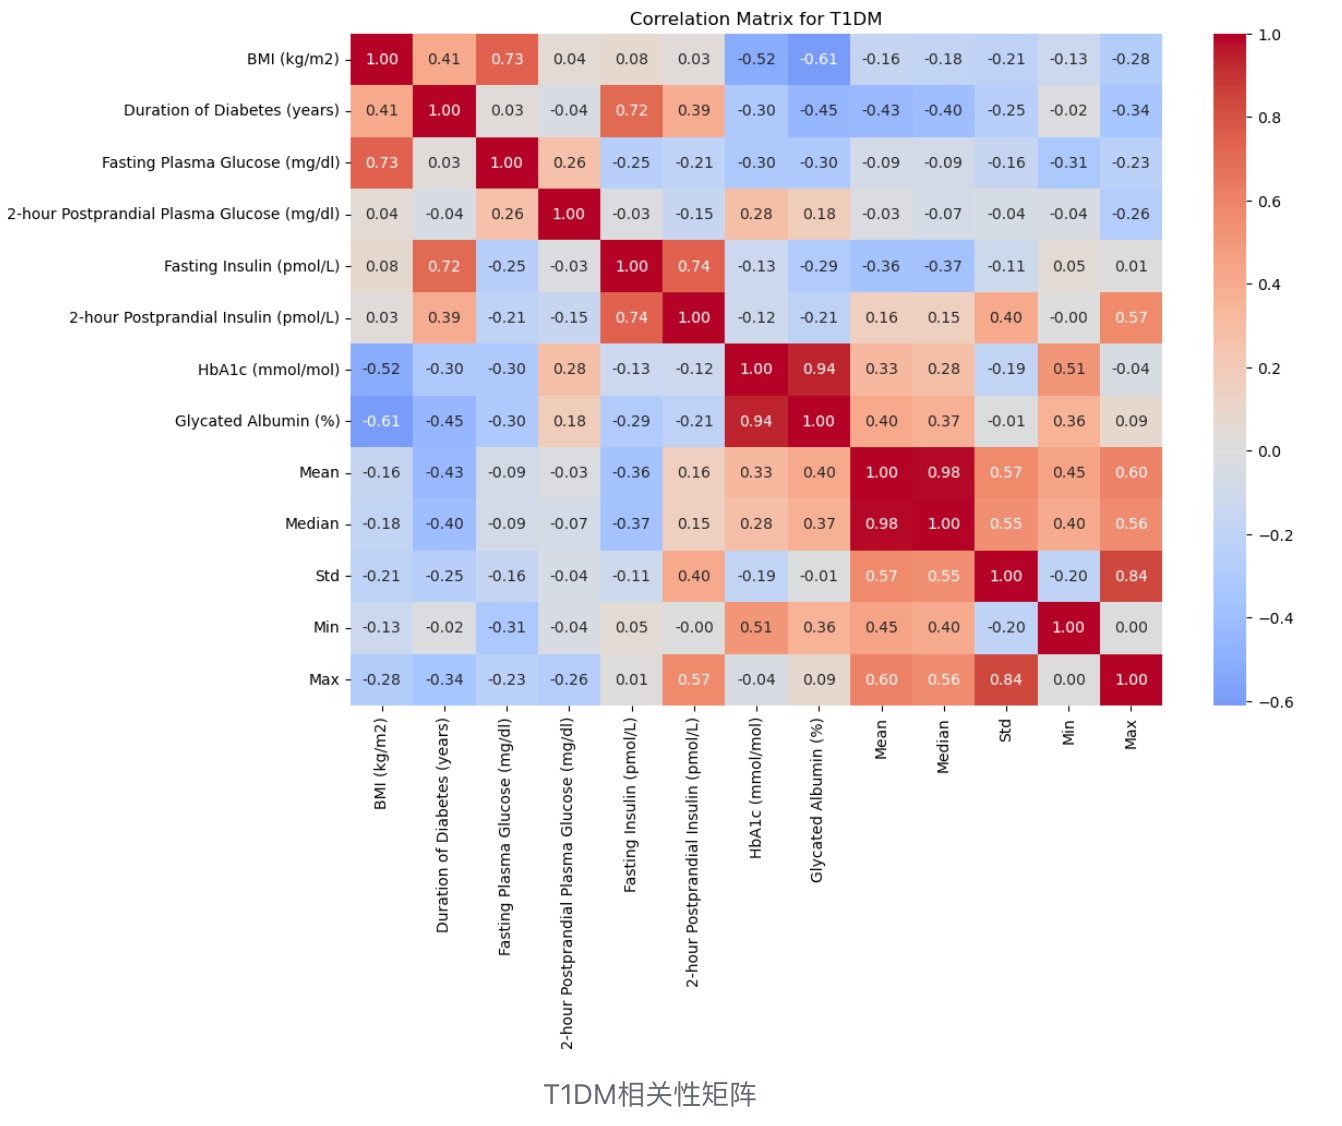 Correlation Matrix for T1DM
BMI (kg/m2) 1.00 0.41 0.73 0.04 0.08 0.03 -0.52 -0.61 -0.16 -0.18 -0.21 -0.13 -0.28
Duration of Diabetes (years) 0.41 1.00 0.03 -0.04 0.72 0.39 -0.30 -0.45 -0.43 -0.40 -0.25 -0.02 -0.34
Fasting Plasma Glucose (mg/dl) 0.73 0.03 1.00 0.26 -0.25 -0.21 -0.30 -0.30 -0.09 -0.09 -0.16 -0.31 -0.23
2-hour Postprandial Plasma Glucose (mg/dl) 0.04 -0.04 0.26 1.00 -0.03 -0.15 0.28 0.18 -0.03 -0.07 -0.04 -0.04 -0.26
Fasting Insulin (pmol/L) 0.08 0.72 -0.25 -0.03 1.00 0.74 -0.13 -0.29 -0.36 -0.37 -0.11 0.05 0.01
2-hour Postprandial Insulin (pmol/L) 0.03 0.39 -0.21 -0.15 0.74 1.00 -0.12 -0.21 0.16 0.15 0.40 -0.00 0.57
HbA1c (mmol/mol) -0.52 -0.30 -0.30 0.28 -0.13 -0.12 1.00 0.94 0.33 0.28 -0.19 0.51 -0.04
Glycated Albumin (%) -0.61 -0.45 -0.30 0.18 -0.29 -0.21 0.94 1.00 0.40 0.37 -0.01 0.36 0.09
Mean -0.16 -0.43 -0.09 -0.03 -0.36 0.16 0.33 0.40 1.00 0.98 0.57 0.45 0.60
Median -0.18 -0.40 -0.09 -0.07 -0.37 0.15 0.28 0.37 0.98 1.00 0.55 0.40 0.56
Std -0.21 -0.25 -0.16 -0.04 -0.11 0.40 -0.19 -0.01 0.57 0.55 1.00 -0.20 0.84
Min -0.13 -0.02 -0.31 -0.04 0.05 -0.00 0.51 0.36 0.45 0.40 -0.20 1.00 0.00
Max -0.28 -0.34 -0.23 -0.26 0.01 0.57 -0.04 0.09 0.60 0.56 0.84 0.00 1.00
BMI (kg/m2)
Duration of Diabetes (years)
Fasting Plasma Glucose (mg/dl)
2-hour Postprandial Plasma Glucose (mg/dl)
Fasting Insulin (pmol/L)
2-hour Postprandial Insulin (pmol/L)
HbA1c (mmol/mol)
Glycated Albumin (%)
Mean
Median
Std
Min
Max
1.0
0.8
0.6
0.4
0.2
0.0
−0.2
−0.4
−0.6
T1DM相关性矩阵